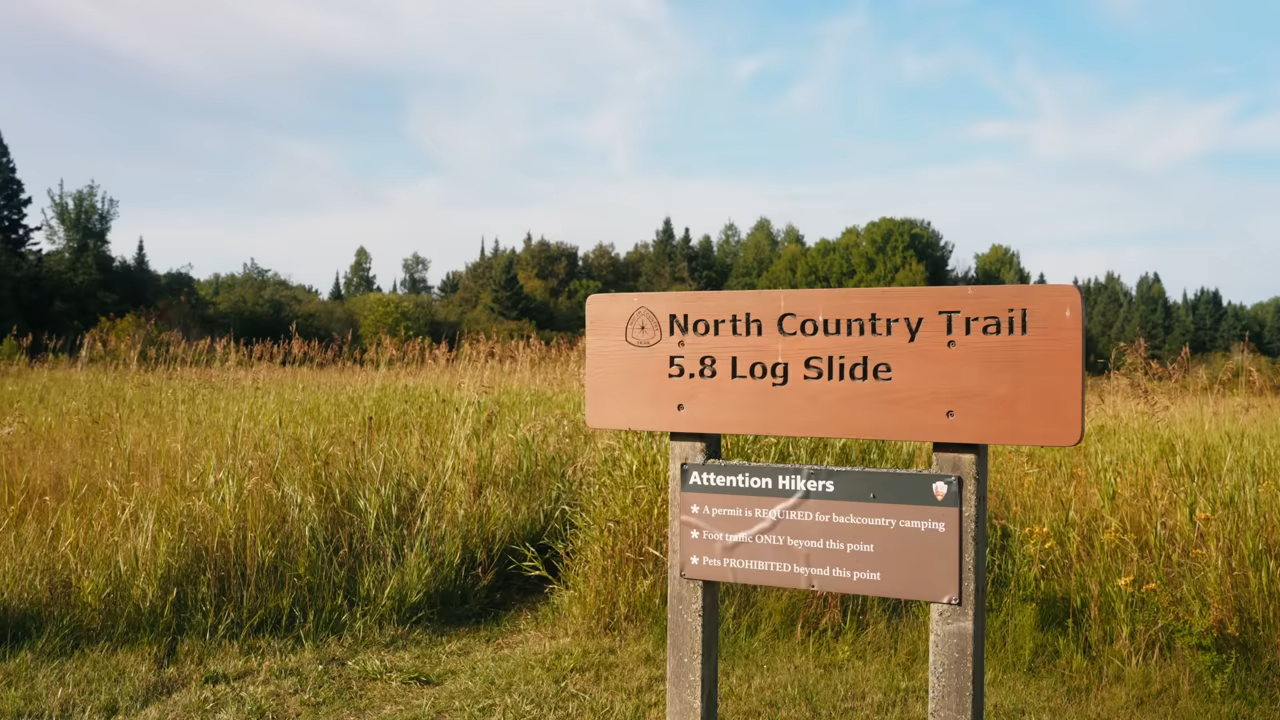 North Country Trail
5.8 Log Slide
Attention Hikers
* A permit is REQUIRED for backcountry camping
* Foot traffic ONLY beyond this point
* Pets PROHIBITED beyond this point